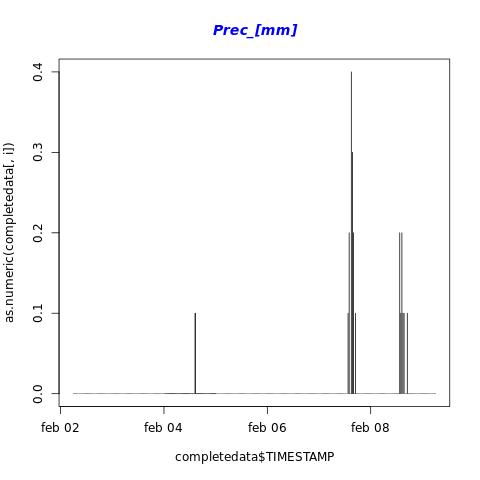 Prec_[mm]
0.4
0.3
0.2
0.1
0.0
as.numeric(completedata[, i])
feb 02
feb 04
feb 06
feb 08
completedata$TIMESTAMP